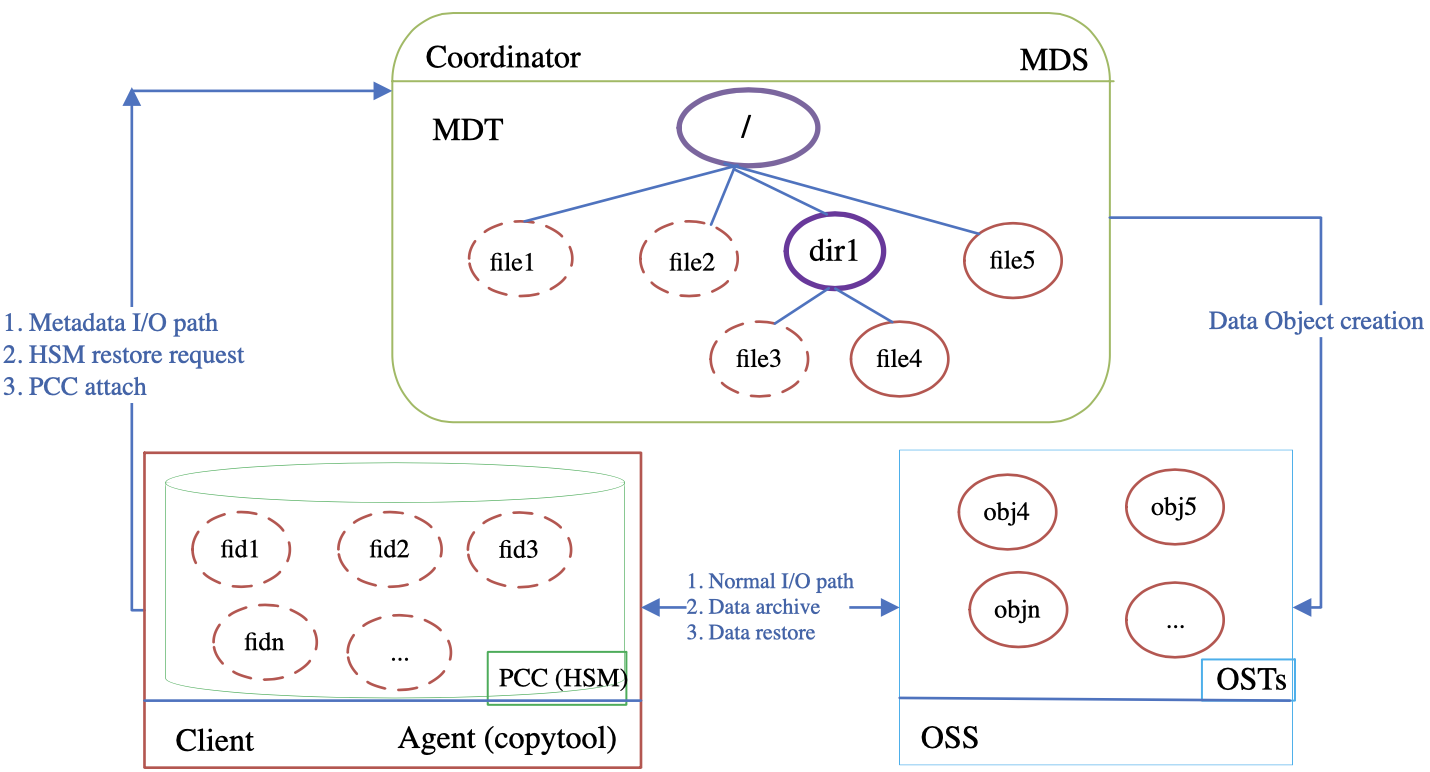 Coordinator
MDS
MDT
/
file1
file2
dir1
file5
file3
file4
1. Metadata I/O path
2. HSM restore request
3. PCC attach
Data Object creation
fid1
fid2
fid3
fidn
...
PCC (HSM)
Client
Agent (copytool)
1. Normal I/O path
2. Data archive
3. Data restore
obj4
obj5
objn
...
OSTs
OSS